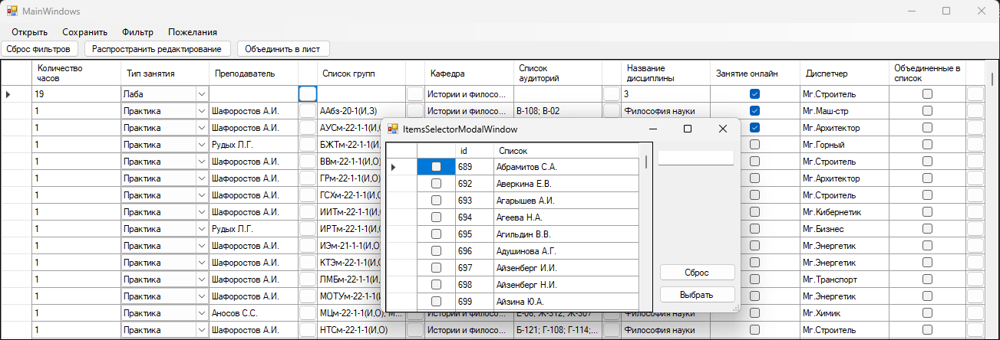 MainWindows
Открыть Сохранить Фильтр Пожелания
Сброс фильтров Распространить редактирование Объединить в лист
Количество часов Тип занятия Преподаватель Список групп Кафедра Список аудиторий Название дисциплины Занятие онлайн Диспетчер Объединенные в список
19 Лаба Истории и филосо... 3 Мг.Строитель
1 Практика Шафоростов А.И. ААбз-20-1(И,З) Истории и филосо... В-108; В-02 Философия науки Мг.Маш-стр
1 Практика Шафоростов А.И. АУСм-22-1-1(И,О) Мг.Архитектор
1 Практика Рудых Л.Г. БЖТм-22-1-1(И,О) Мг.Горный
1 Практика Шафоростов А.И. ВВм-22-1-1(И,О) Мг.Строитель
1 Практика Шафоростов А.И. ГРм-22-1-1(И,О) Мг.Архитектор
1 Практика Шафоростов А.И. ГСХм-22-1-1(И,О) Мг.Строитель
1 Практика Шафоростов А.И. ИИТм-22-1-1(И,О) Мг.Кибернетик
1 Практика Рудых Л.Г. ИРТм-22-1-1(И,О) Мг.Бизнес
1 Практика Шафоростов А.И. ИЭм-21-1-1(И,О) Мг.Энергетик
1 Практика Шафоростов А.И. КТЭм-22-1-1(И,О) Мг.Энергетик
1 Практика Шафоростов А.И. ЛМБм-22-1-1(И,О) Мг.Транспорт
1 Практика Шафоростов А.И. МОТУм-22-1-1(И,О) Мг.Энергетик
1 Практика Аносов С.С. МЦм-22-1-1(И,О); М... Истории и филосо... Е-06; Ж-312; Ж-307 Философия науки Мг.Химик
1 Практика Шафоростов А.И. НТСм-22-1-1(И,О) Истории и филосо... Б-121; Г-108; Г-114;... Философия науки Мг.Строитель
ItemsSelectorModalWindow
id Список
689 Абрамитов С.А.
692 Аверкина Е.В.
693 Агарышев А.И.
694 Агеева Н.А.
695 Агильдин В.В.
696 Адушинова А.Г.
697 Айзенберг И.И.
698 Айзенберг Н.И.
699 Айзина Ю.А.
Сброс
Выбрать